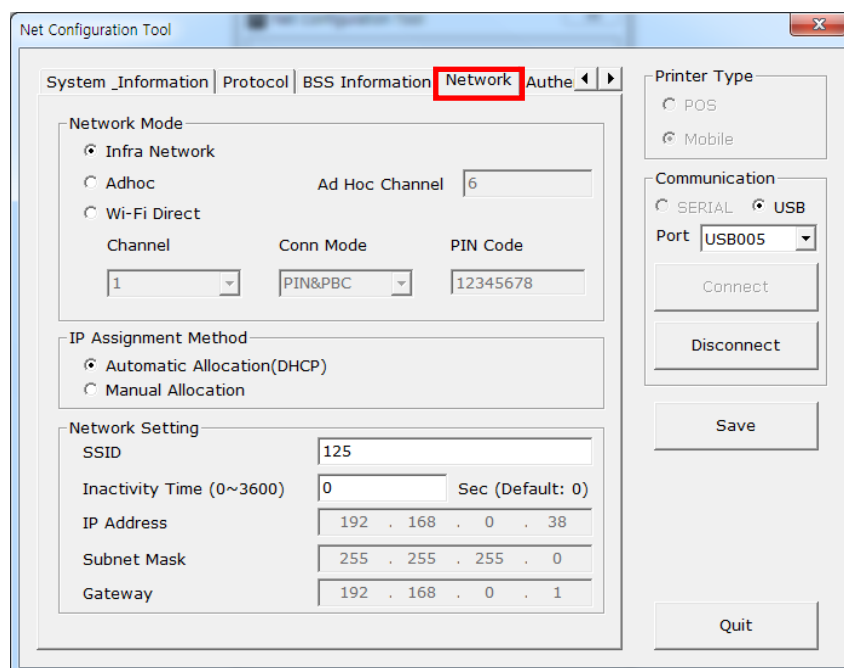 Net Configuration Tool
Net Configuration Tool
System _Information Protocol BSS Information Network Authe
Network Mode
Infra Network
Adhoc Ad Hoc Channel 6
Wi-Fi Direct
Channel Conn Mode PIN Code
1 PIN&PBC 12345678
IP Assignment Method
Automatic Allocation(DHCP)
Manual Allocation
Network Setting
SSID 125
Inactivity Time (0~3600) 0 Sec (Default: 0)
IP Address 192 . 168 . 0 . 38
Subnet Mask 255 . 255 . 255 . 0
Gateway 192 . 168 . 0 . 1
Printer Type
POS
Mobile
Communication
SERIAL USB
Port USB005
Connect
Disconnect
Save
Quit